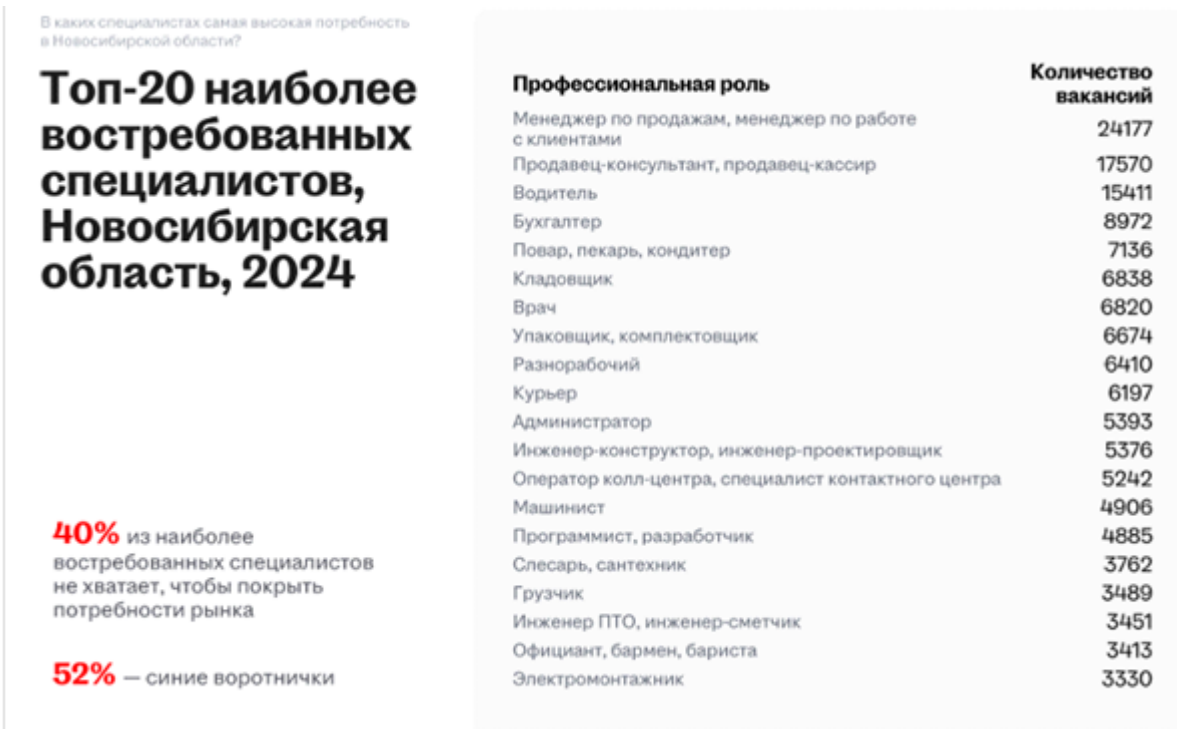 В каких специалистах самая высокая потребность
в Новосибирской области?
Топ-20 наиболее
востребованных
специалистов,
Новосибирская
область, 2024
40% из наиболее
востребованных специалистов
не хватает, чтобы покрыть
потребности рынка
52% — синие воротнички
Профессиональная роль
Количество
вакансий
Менеджер по продажам, менеджер по работе
с клиентами
24177
Продавец-консультант, продавец-кассир 17570
Водитель 15411
Бухгалтер 8972
Повар, пекарь, кондитер 7136
Кладовщик 6838
Врач 6820
Упаковщик, комплектовщик 6674
Разнорабочий 6410
Курьер 6197
Администратор 5393
Инженер-конструктор, инженер-проектировщик 5376
Оператор колл-центра, специалист контактного центра 5242
Машинист 4906
Программист, разработчик 4885
Слесарь, сантехник 3762
Грузчик 3489
Инженер ПТО, инженер-сметчик 3451
Официант, бармен, бариста 3413
Электромонтажник 3330